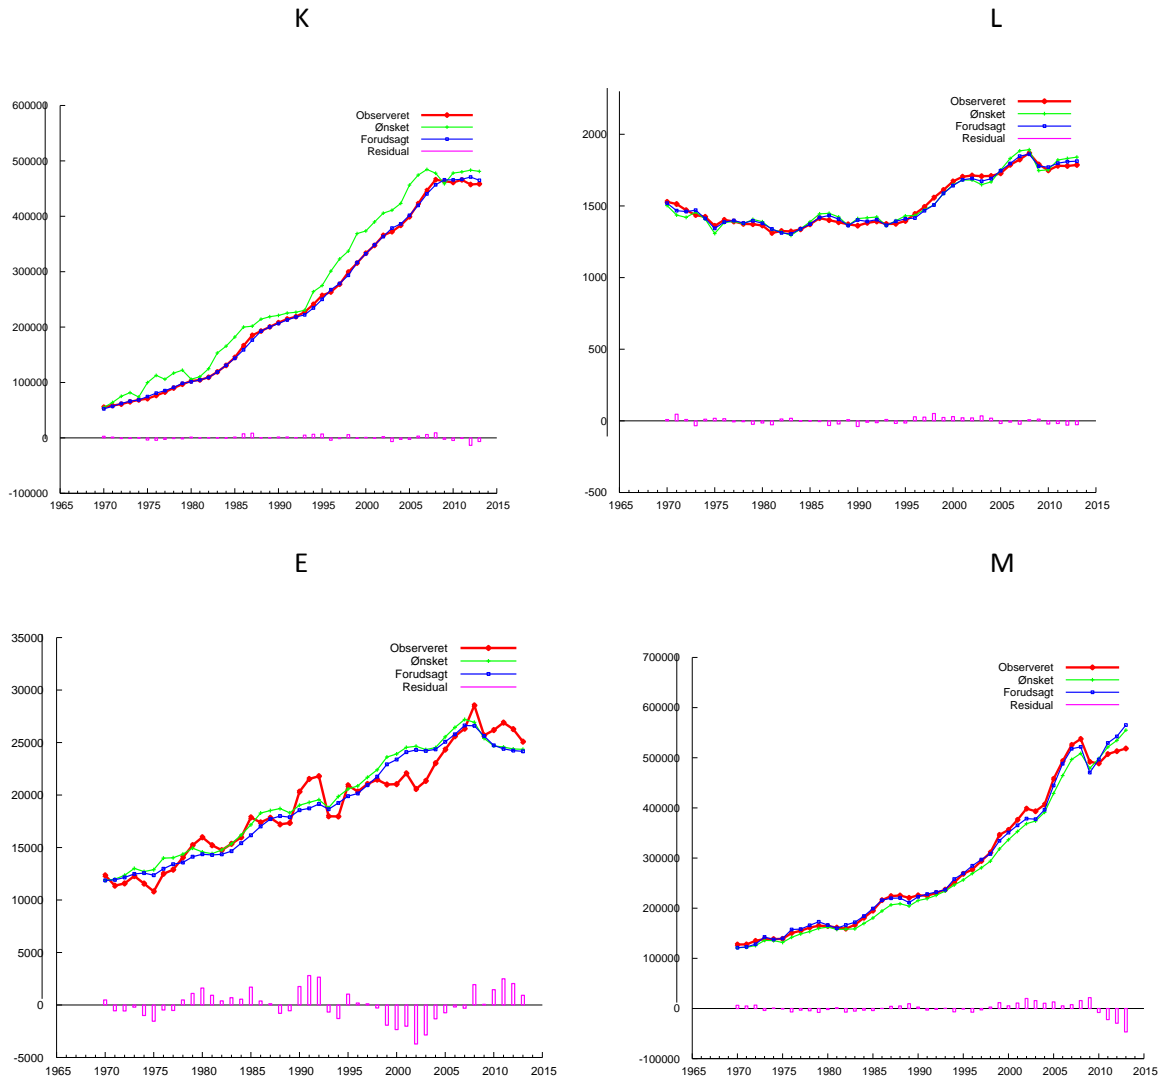 K
600000
500000
400000
300000
200000
100000
0
-100000
1965 1970 1975 1980 1985 1990 1995 2000 2005 2010 2015
Observeret
Ønsket
Forudsagt
Residual
L
2000
1500
1000
500
0
-500
1965 1970 1975 1980 1985 1990 1995 2000 2005 2010 2015
Observeret
Ønsket
Forudsagt
Residual
E
35000
30000
25000
20000
15000
10000
5000
0
-5000
1965 1970 1975 1980 1985 1990 1995 2000 2005 2010 2015
Observeret
Ønsket
Forudsagt
Residual
M
700000
600000
500000
400000
300000
200000
100000
0
-100000
1965 1970 1975 1980 1985 1990 1995 2000 2005 2010 2015
Observeret
Ønsket
Forudsagt
Residual